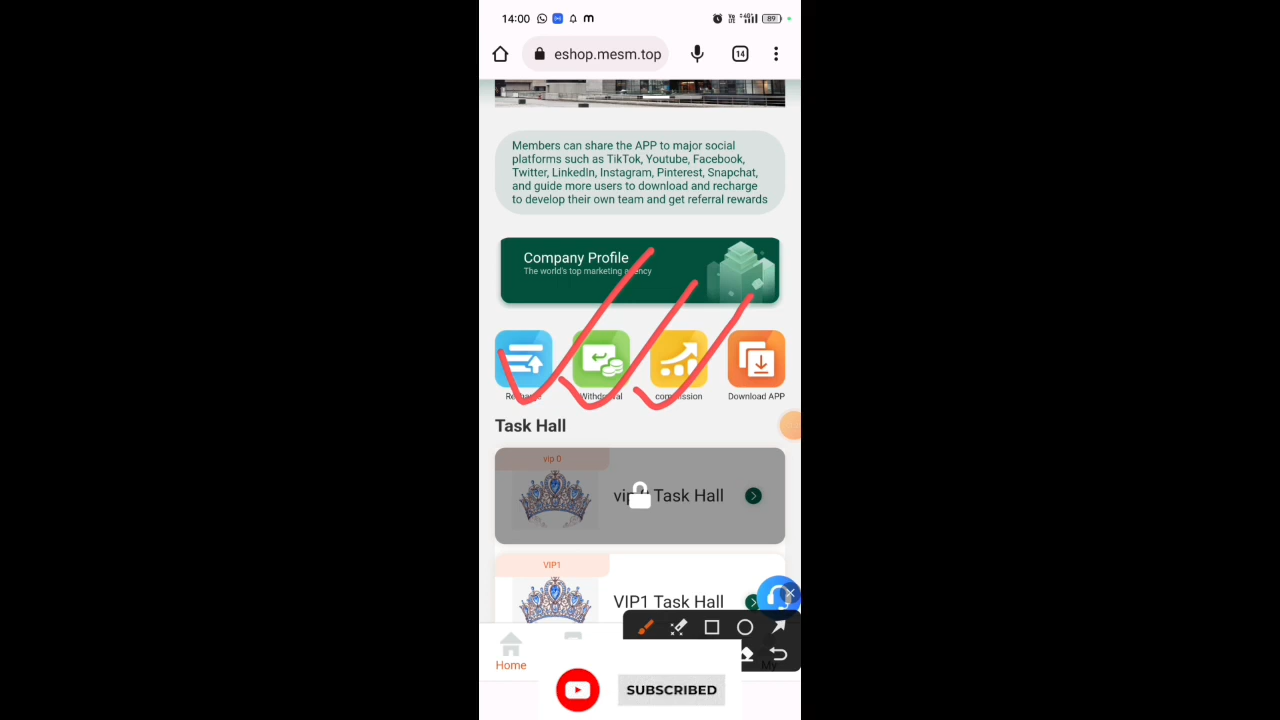 14:00
89
eshop.mesm.top
14
Members can share the APP to major social
platforms such as TikTok, Youtube, Facebook,
Twitter, LinkedIn, Instagram, Pinterest, Snapchat,
and guide more users to download and recharge
to develop their own team and get referral rewards
Company Profile
The world's top marketing agency
Recharge Withdrawal commission Download APP
Task Hall
vip 0
vip 0 Task Hall
VIP1
VIP1 Task Hall
Home
My
SUBSCRIBED